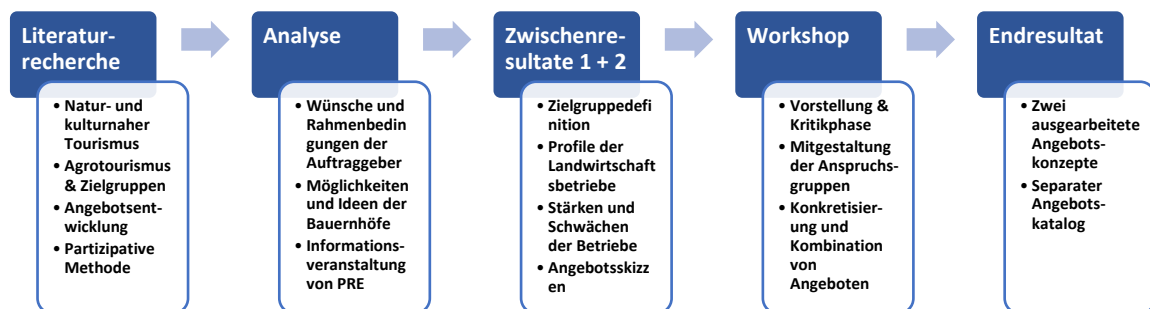 Literatur-
recherche
• Natur- und
kulturnaher
Tourismus
• Agrotourismus
& Zielgruppen
• Angebotsent-
wicklung
• Partizipative
Methode
Analyse
• Wünsche und
Rahmenbedin
gungen der
Auftraggeber
• Möglichkeiten
und Ideen der
Bauernhöfe
• Informations-
veranstaltung
von PRE
Zwischenre-
sultate 1 + 2
• Zielgruppedefi
nition
• Profile der
Landwirtschaft
sbetriebe
• Stärken und
Schwächen
der Betriebe
• Angebotsskizz
en
Workshop
• Vorstellung &
Kritikphase
• Mitgestaltung
der Anspruchs-
gruppen
• Konkretisier-
ung und
Kombination
von
Angeboten
Endresultat
• Zwei
ausgearbeitete
Angebots-
konzepte
• Separater
Angebots-
katalog